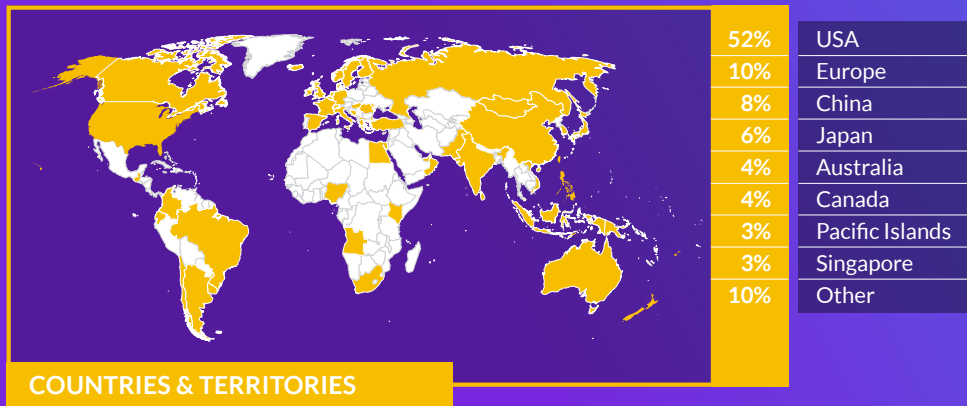 52% USA
10% Europe
8% China
6% Japan
4% Australia
4% Canada
3% Pacific Islands
3% Singapore
10% Other
COUNTRIES & TERRITORIES